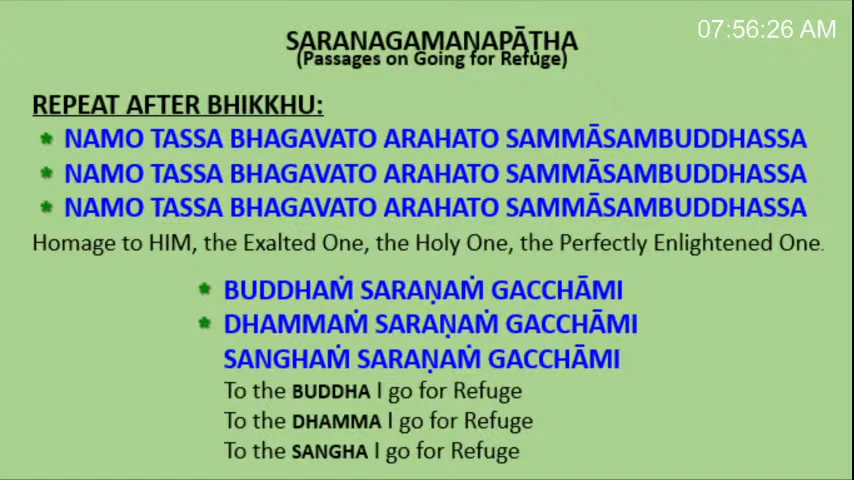 07:56:26 AM
SARANAGAMANAPĀṬHA
(Passages on Going for Refuge)
REPEAT AFTER BHIKKHU:
* NAMO TASSA BHAGAVATO ARAHATO SAMMĀSAMBUDDHASSA
* NAMO TASSA BHAGAVATO ARAHATO SAMMĀSAMBUDDHASSA
* NAMO TASSA BHAGAVATO ARAHATO SAMMĀSAMBUDDHASSA
Homage to HIM, the Exalted One, the Holy One, the Perfectly Enlightened One.
* BUDDHAṀ SARAṆAṀ GACCHĀMI
* DHAMMAṀ SARAṆAṀ GACCHĀMI
SANGHAṀ SARAṆAṀ GACCHĀMI
To the BUDDHA I go for Refuge
To the DHAMMA I go for Refuge
To the SANGHA I go for Refuge